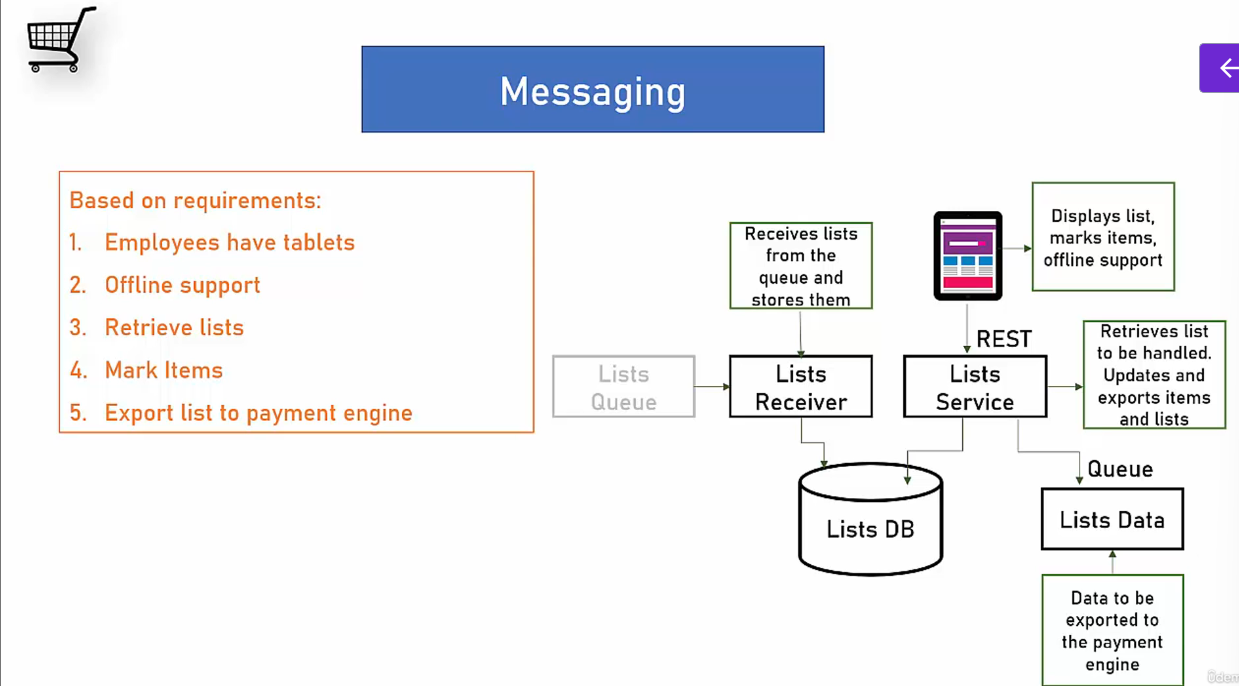 Messaging
Based on requirements:
1. Employees have tablets
2. Offline support
3. Retrieve lists
4. Mark Items
5. Export list to payment engine
Receives lists
from the
queue and
stores them
Displays list,
marks items,
offline support
REST
Lists
Queue
Lists
Receiver
Lists
Service
Retrieves list
to be handled.
Updates and
exports items
and lists
Lists DB
Queue
Lists Data
Data to be
exported to
the payment
engine